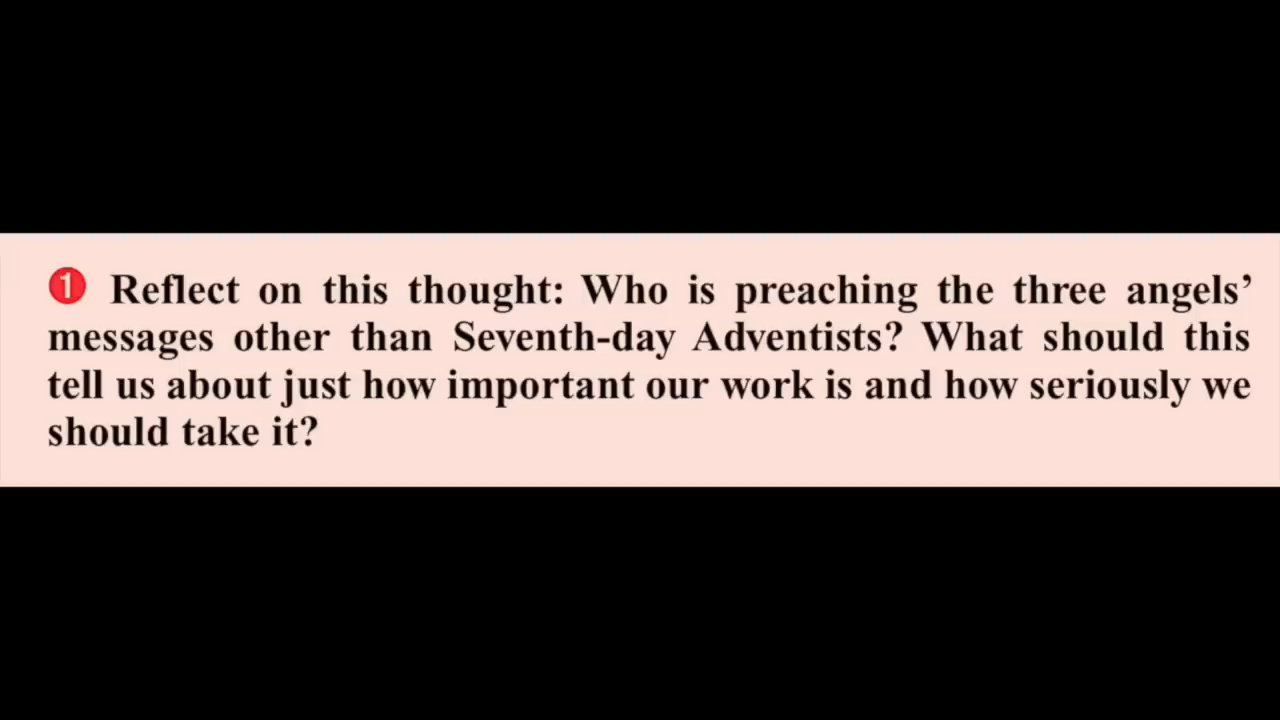 ❶ Reflect on this thought: Who is preaching the three angels’
messages other than Seventh-day Adventists? What should this
tell us about just how important our work is and how seriously we
should take it?